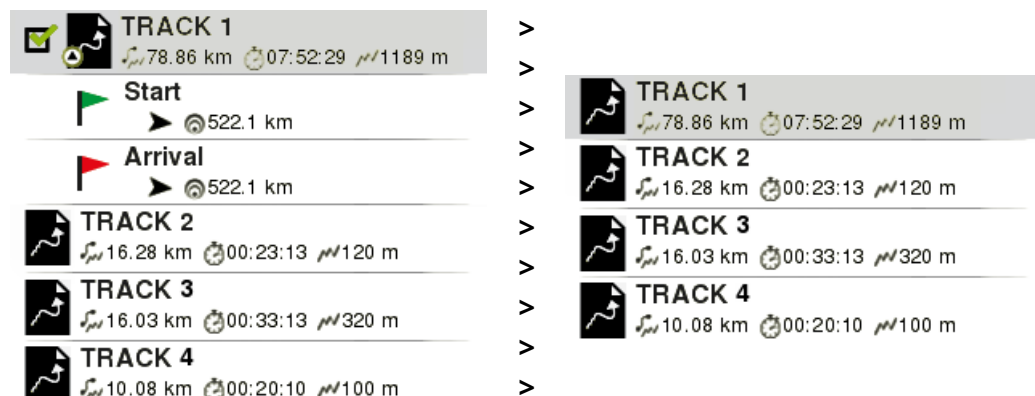 TRACK 1
78.86 km 07:52:29 1189 m
Start
522.1 km
Arrival
522.1 km
TRACK 2
16.28 km 00:23:13 120 m
TRACK 3
16.03 km 00:33:13 320 m
TRACK 4
10.08 km 00:20:10 100 m
>
>
>
>
>
>
>
>
>
>
TRACK 1
78.86 km 07:52:29 1189 m
TRACK 2
16.28 km 00:23:13 120 m
TRACK 3
16.03 km 00:33:13 320 m
TRACK 4
10.08 km 00:20:10 100 m